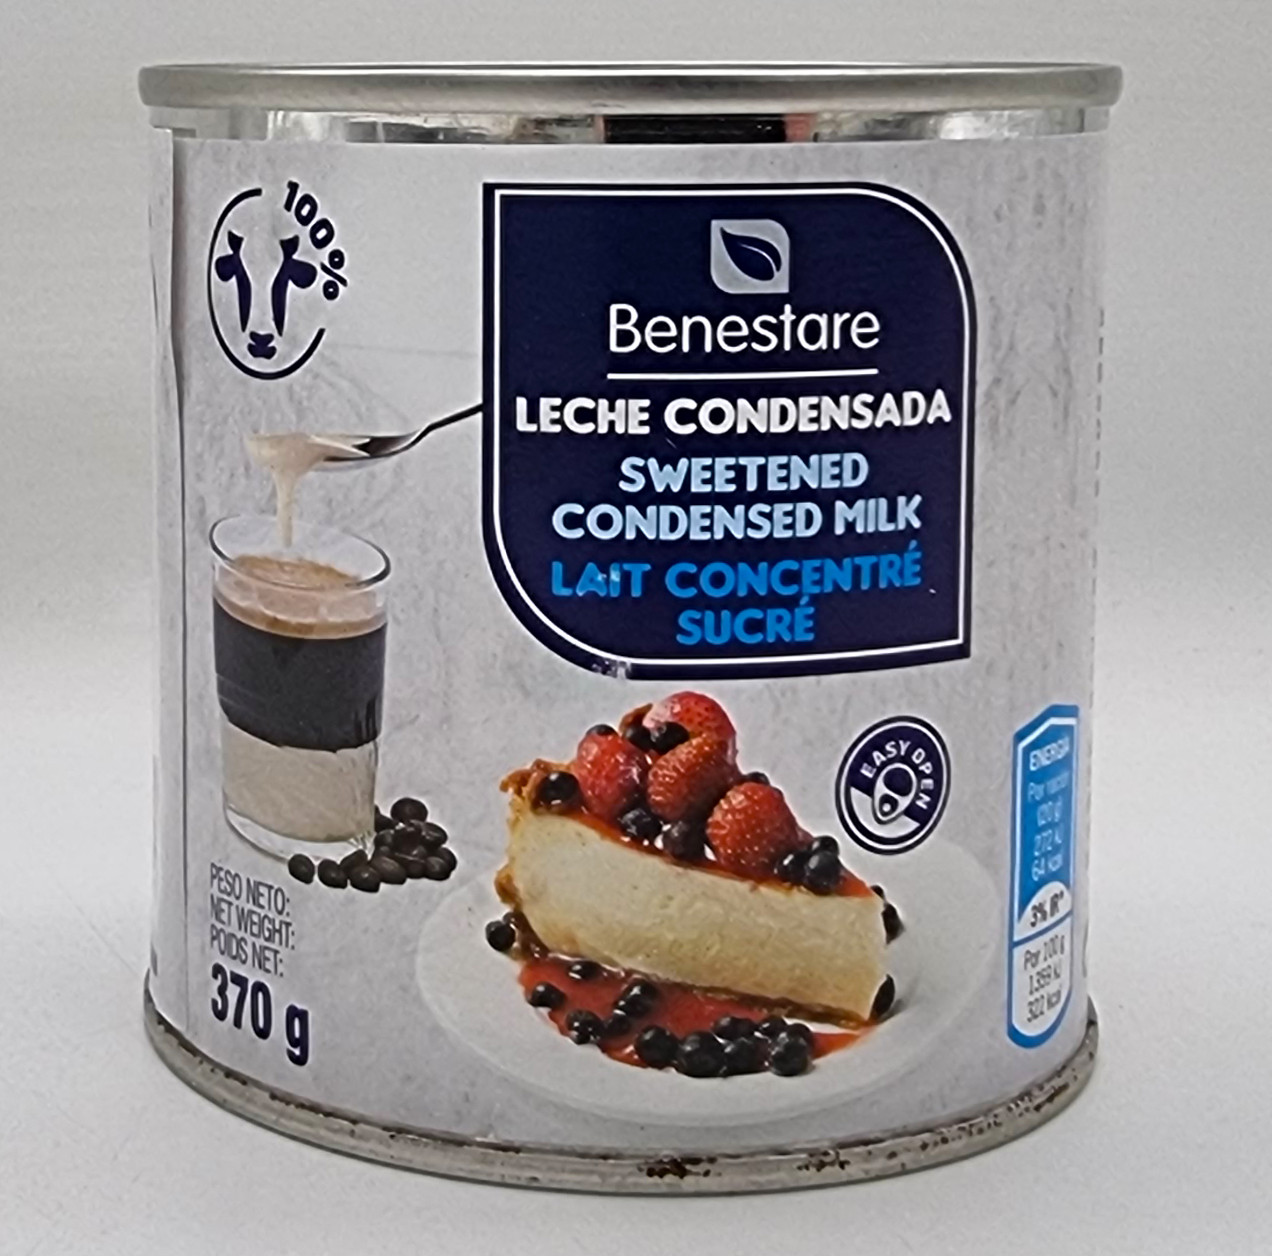 100%
Benestare
LECHE CONDENSADA
SWEETENED
CONDENSED MILK
LAIT CONCENTRÉ
SUCRÉ
EASY OPEN
PESO NETO:
NET WEIGHT:
POIDS NET:
370 g
ENERGÍA
Por ración
(20 g)
272 kJ
64 kcal
3% IR*
Por 100 g
1359 kJ
322 kcal